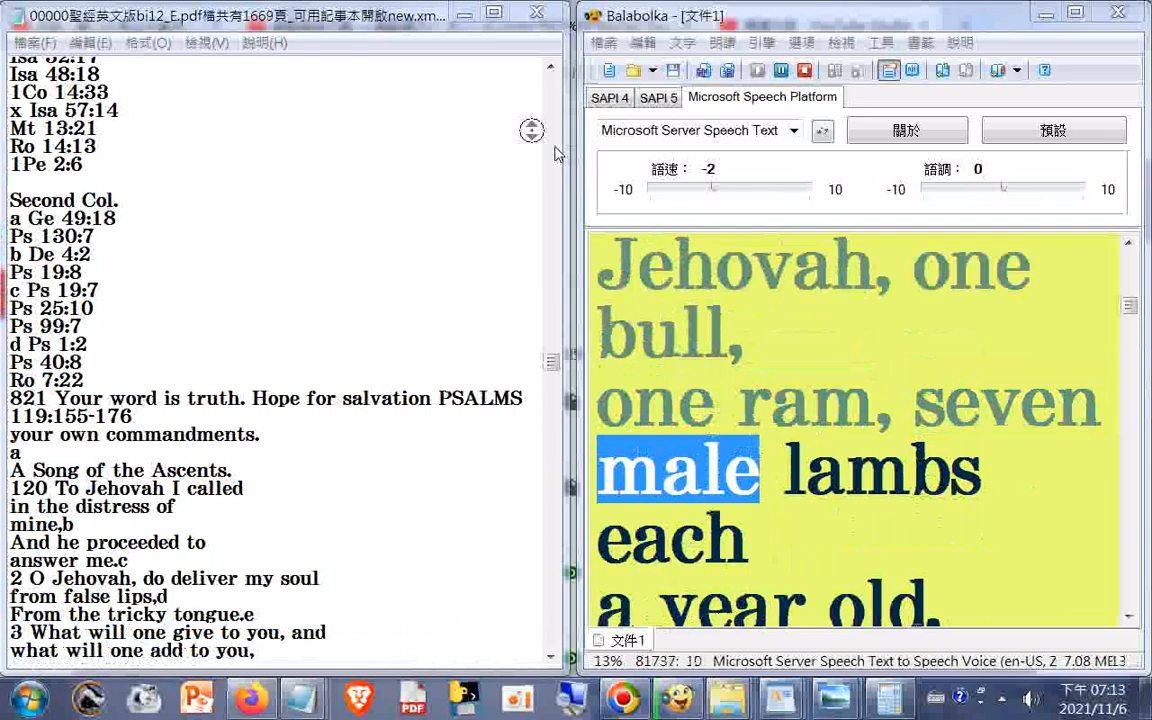 00000聖經英文版bi12_E.pdf檔共有1669頁_可用記事本開啟new.xm...
檔案(F) 編輯(E) 格式(O) 檢視(V) 說明(H)
Isa 48:18
1Co 14:33
x Isa 57:14
Mt 13:21
Ro 14:13
1Pe 2:6
Second Col.
a Ge 49:18
Ps 130:7
b De 4:2
Ps 19:8
c Ps 19:7
Ps 25:10
Ps 99:7
d Ps 1:2
Ps 40:8
Ro 7:22
821 Your word is truth. Hope for salvation PSALMS
119:155-176
your own commandments.
a
A Song of the Ascents.
120 To Jehovah I called
in the distress of
mine,b
And he proceeded to
answer me.c
2 O Jehovah, do deliver my soul
from false lips,d
From the tricky tongue.e
3 What will one give to you, and
what will one add to you,
Balabolka - [文件1]
檔案 編輯 文字 朗讀 引擎 選項 檢視 工具 書籤 說明
SAPI 4 SAPI 5 Microsoft Speech Platform
Microsoft Server Speech Text 關於 預設
語速： -2 語調： 0
-10 10 -10 10
Jehovah, one
bull,
one ram, seven
male lambs
each
a year old,
文件1
13% 81737: 10 Microsoft Server Speech Text to Speech Voice (en-US, 2 7.08 ME13
下午 07:13
2021/11/6